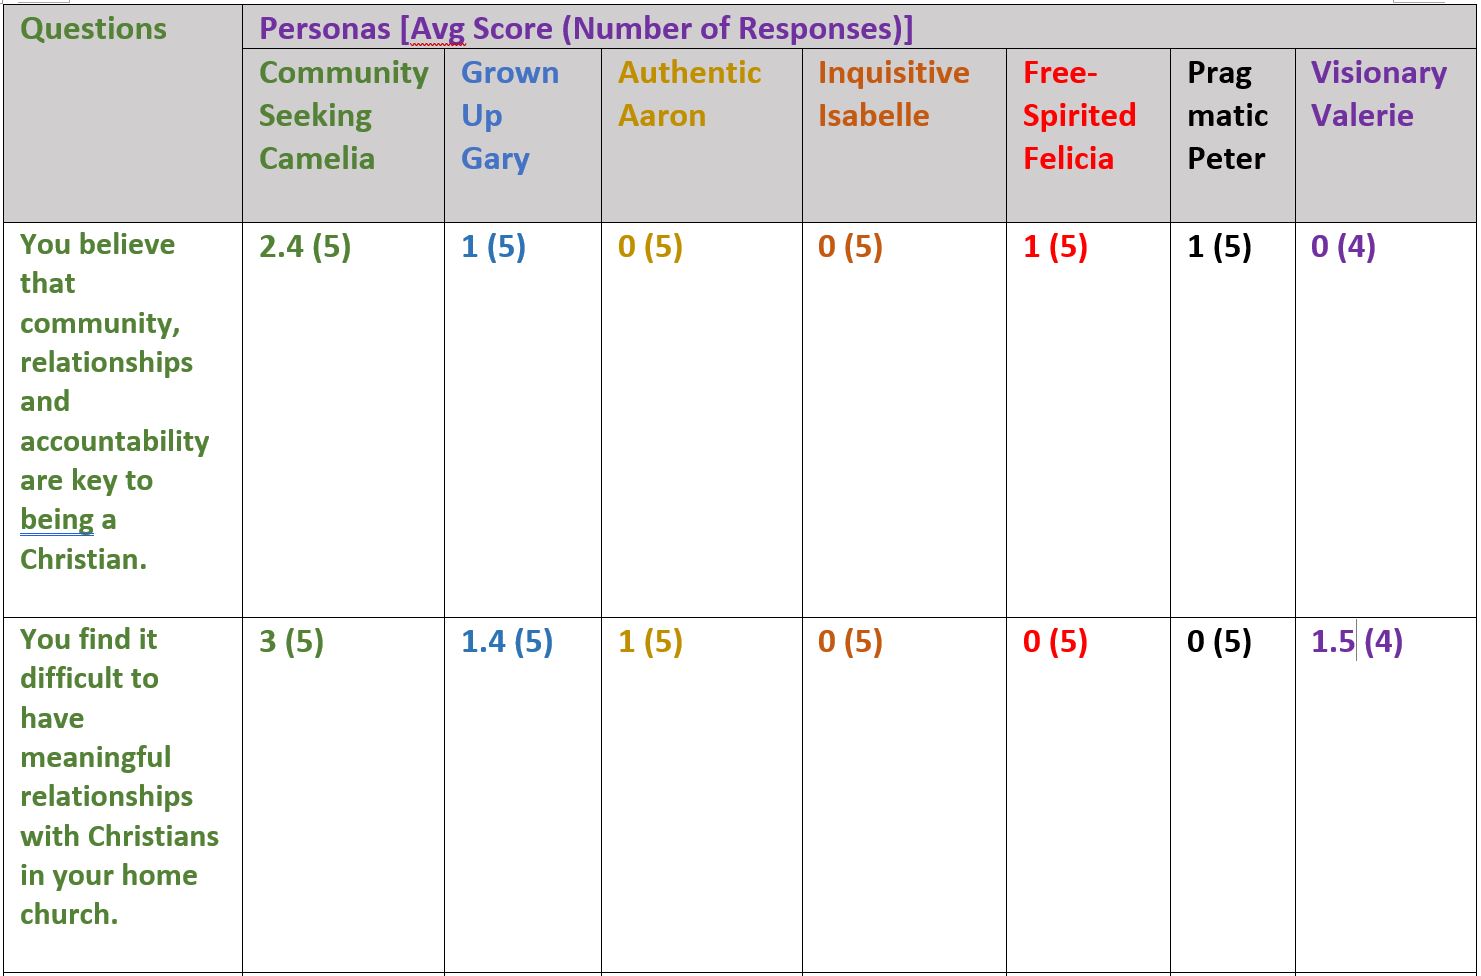 Questions
Personas [Avg Score (Number of Responses)]
Community
Seeking
Camelia
Grown
Up
Gary
Authentic
Aaron
Inquisitive
Isabelle
Free-
Spirited
Felicia
Prag
matic
Peter
Visionary
Valerie
You believe
that
community,
relationships
and
accountability
are key to
being a
Christian.
2.4 (5)
1 (5)
0 (5)
0 (5)
1 (5)
1 (5)
0 (4)
You find it
difficult to
have
meaningful
relationships
with Christians
in your home
church.
3 (5)
1.4 (5)
1 (5)
0 (5)
0 (5)
0 (5)
1.5 (4)